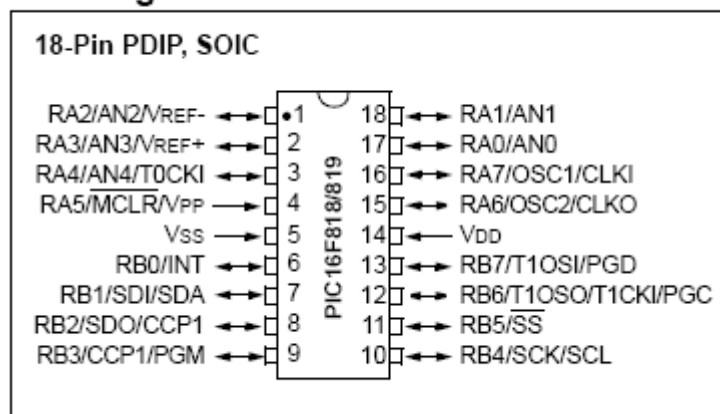 18-Pin PDIP, SOIC
RA2/AN2/VREF- 1 18 RA1/AN1
RA3/AN3/VREF+ 2 17 RA0/AN0
RA4/AN4/T0CKI 3 16 RA7/OSC1/CLKI
RA5/MCLR/VPP 4 15 RA6/OSC2/CLKO
VSS 5 14 VDD
RB0/INT 6 13 RB7/T1OSI/PGD
RB1/SDI/SDA 7 12 RB6/T1OSO/T1CKI/PGC
RB2/SDO/CCP1 8 11 RB5/SS
RB3/CCP1/PGM 9 10 RB4/SCK/SCL
PIC16F818/819